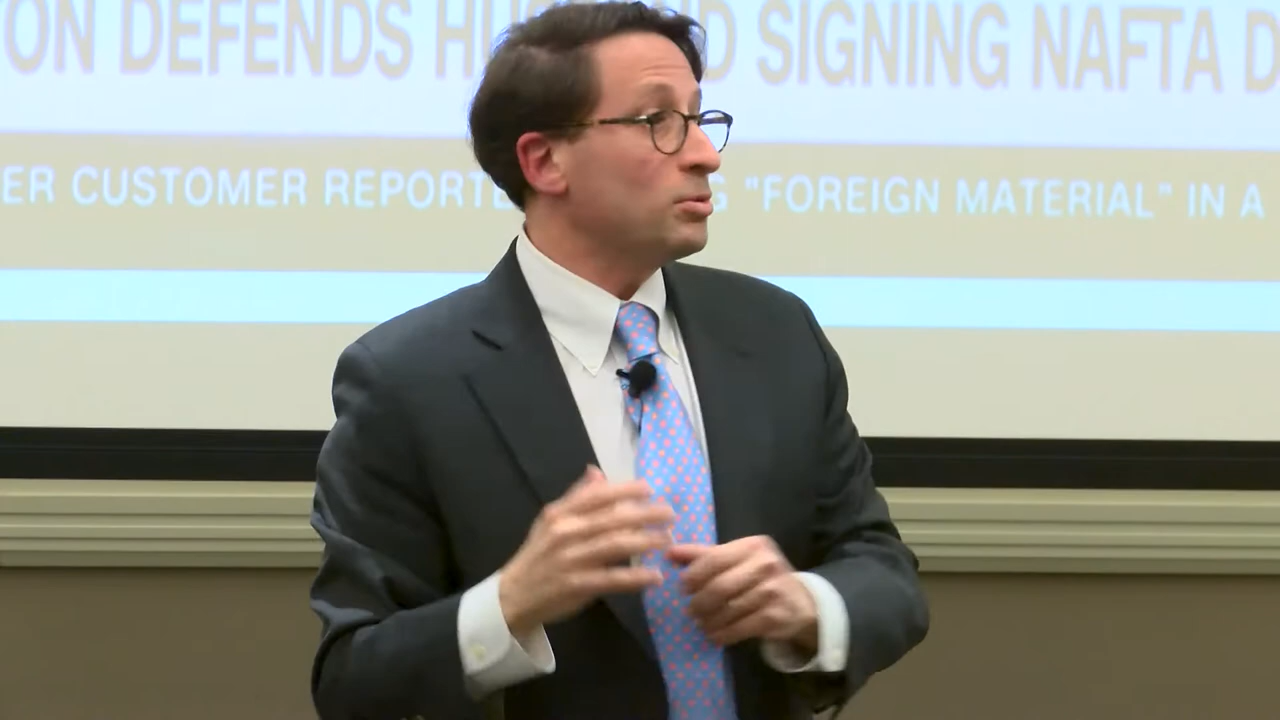 ON DEFENDS HU D SIGNING NAFTA D
ER CUSTOMER REPORTE G "FOREIGN MATERIAL" IN A